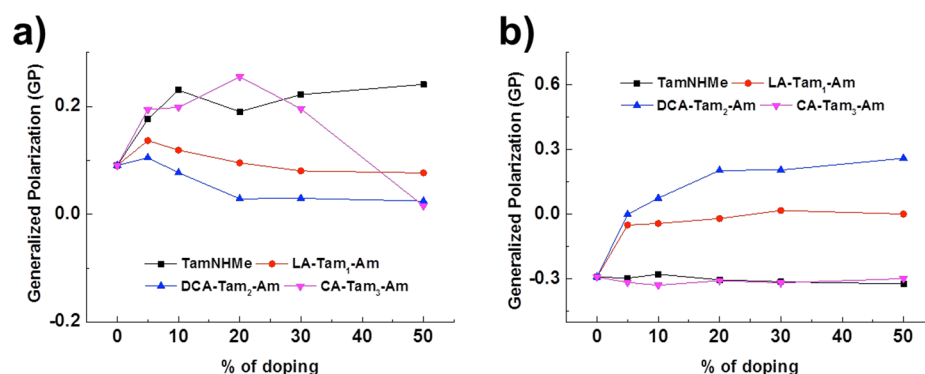 a)
Generalized Polarization (GP)
0.2
0.0
-0.2
TamNHMe
LA-Tam₁-Am
DCA-Tam₂-Am
CA-Tam₃-Am
0 10 20 30 40 50
% of doping
b)
Generalized Polarization (GP)
0.6
0.3
0.0
-0.3
-0.6
TamNHMe
LA-Tam₁-Am
DCA-Tam₂-Am
CA-Tam₃-Am
0 10 20 30 40 50
% of doping